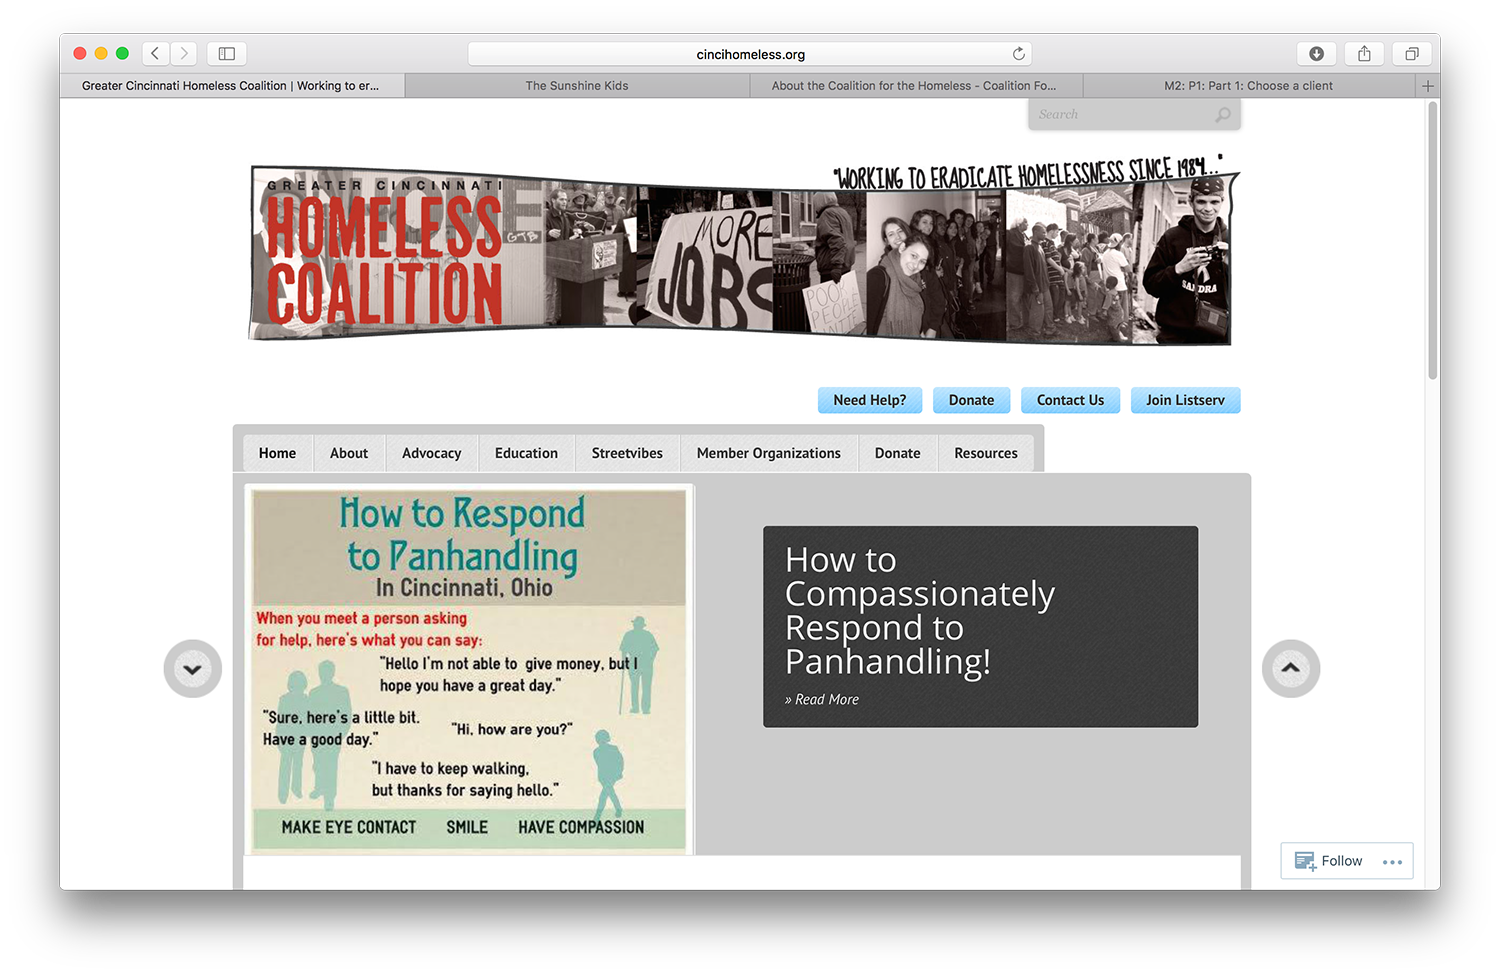 cincihomeless.org
Greater Cincinnati Homeless Coalition | Working to er...
The Sunshine Kids
About the Coalition for the Homeless - Coalition Fo...
M2: P1: Part 1: Choose a client
Search
"WORKING TO ERADICATE HOMELESSNESS SINCE 1984..."
GREATER CINCINNATI
HOMELESS
COALITION
GTB
MORE
JOBS
POOR
PEOPLE
SANDRA
Need Help?
Donate
Contact Us
Join Listserv
Home
About
Advocacy
Education
Streetvibes
Member Organizations
Donate
Resources
How to Respond
to Panhandling
In Cincinnati, Ohio
When you meet a person asking
for help, here's what you can say:
"Hello I'm not able to give money, but I
hope you have a great day."
"Sure, here's a little bit.
Have a good day."
"Hi, how are you?"
"I have to keep walking,
but thanks for saying hello."
MAKE EYE CONTACT SMILE HAVE COMPASSION
How to
Compassionately
Respond to
Panhandling!
» Read More
Follow